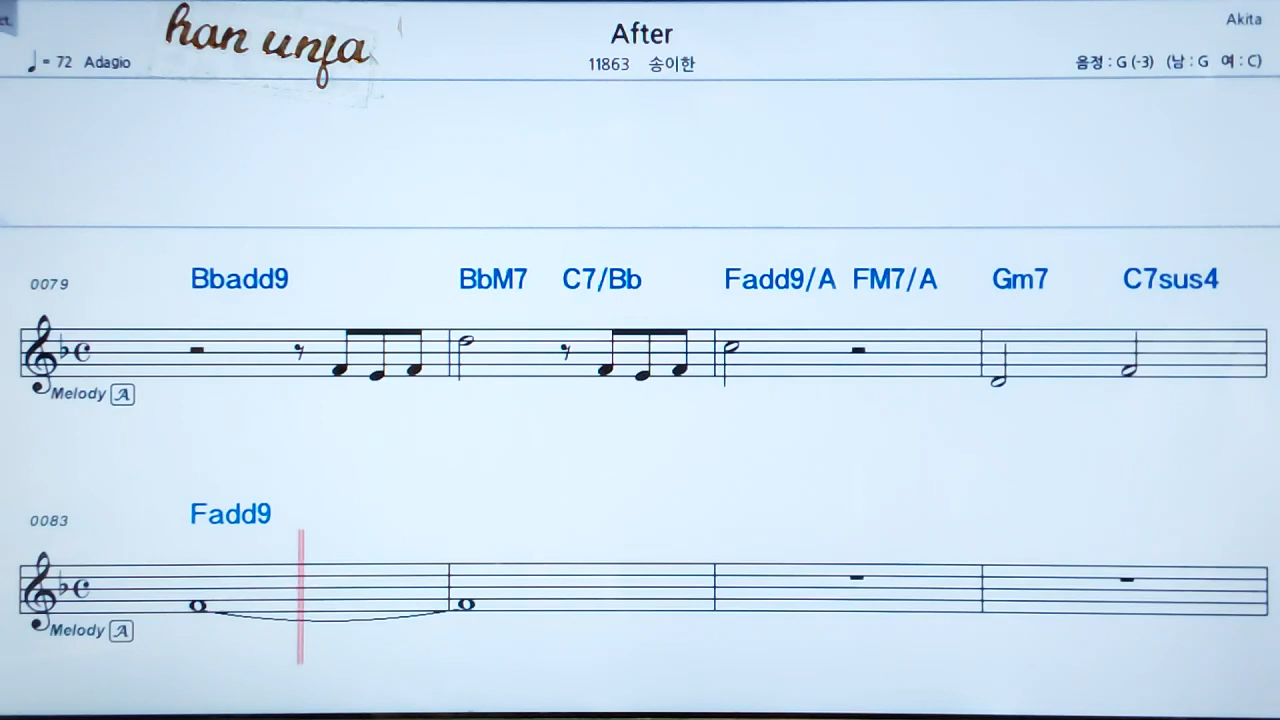 ct.
han unja
After
Akita
♩= 72 Adagio
11863 송이한
음정 : G (-3) (남 : G 여 : C)
Bbadd9 BbM7 C7/Bb Fadd9/A FM7/A Gm7 C7sus4
0079
Melody A
Fadd9
0083
Melody A